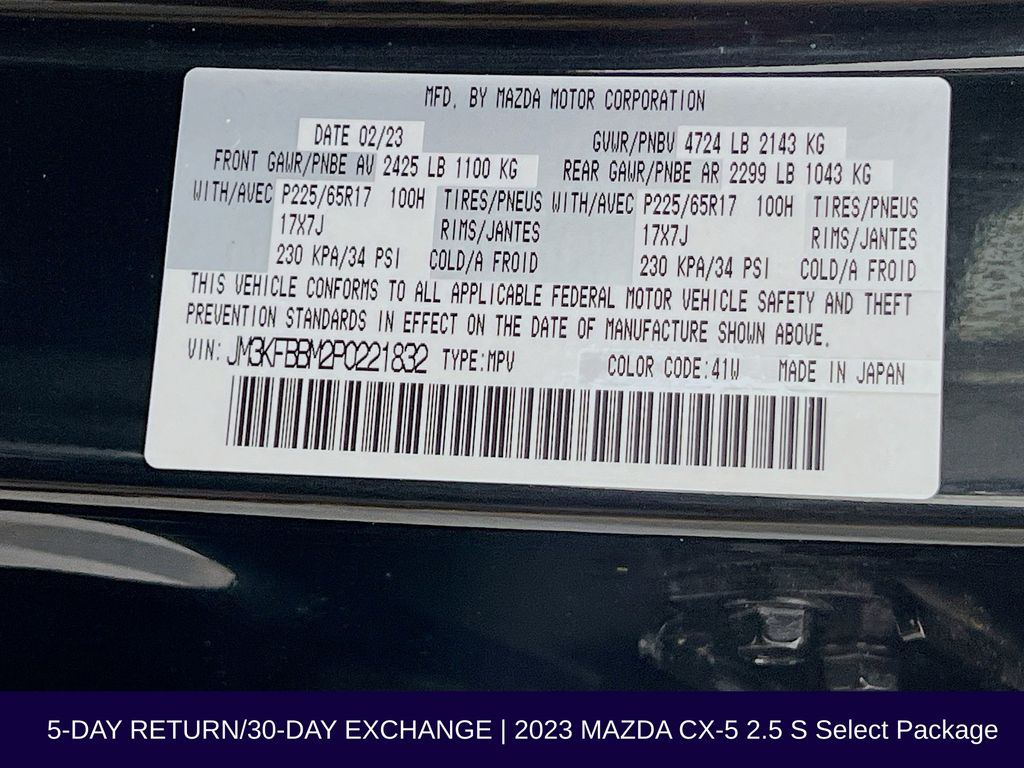 MFD. BY MAZDA MOTOR CORPORATION
DATE 02/23 GVWR/PNBV 4724 LB 2143 KG
FRONT GAWR/PNBE AV 2425 LB 1100 KG REAR GAWR/PNBE AR 2299 LB 1043 KG
WITH/AVEC P225/65R17 100H TIRES/PNEUS WITH/AVEC P225/65R17 100H TIRES/PNEUS
17X7J RIMS/JANTES 17X7J RIMS/JANTES
230 KPA/34 PSI COLD/A FROID 230 KPA/34 PSI COLD/A FROID
THIS VEHICLE CONFORMS TO ALL APPLICABLE FEDERAL MOTOR VEHICLE SAFETY AND THEFT
PREVENTION STANDARDS IN EFFECT ON THE DATE OF MANUFACTURE SHOWN ABOVE.
VIN: JM3KFBBM2P0221832 TYPE:MPV COLOR CODE:41W MADE IN JAPAN
5-DAY RETURN/30-DAY EXCHANGE | 2023 MAZDA CX-5 2.5 S Select Package